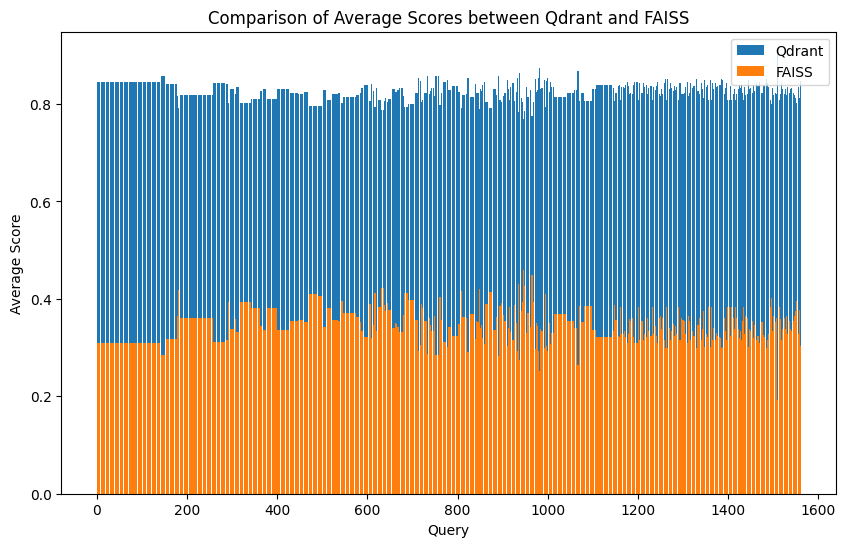 Comparison of Average Scores between Qdrant and FAISS
Qdrant
FAISS
Average Score
0.8
0.6
0.4
0.2
0.0
0 200 400 600 800 1000 1200 1400 1600
Query